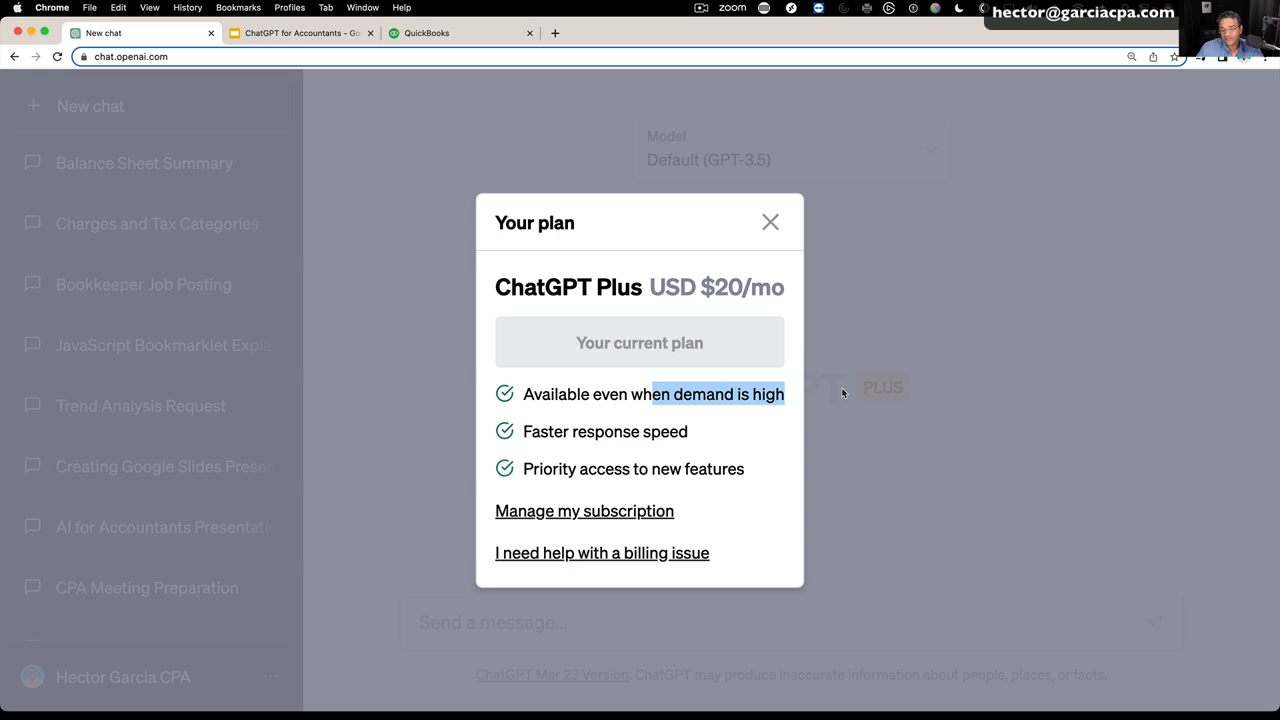 Chrome File Edit View History Bookmarks Profiles Tab Window Help
zoom
hector@garciacpa.com
New chat
ChatGPT for Accountants - Go
QuickBooks
chat.openai.com
New chat
Balance Sheet Summary
Charges and Tax Categories
Bookkeeper Job Posting
JavaScript Bookmarklet Expla
Trend Analysis Request
Creating Google Slides Preser
AI for Accountants Presentati
CPA Meeting Preparation
Hector Garcia CPA
Model
Default (GPT-3.5)
Your plan
ChatGPT Plus USD $20/mo
Your current plan
Available even when demand is high
Faster response speed
Priority access to new features
Manage my subscription
I need help with a billing issue
PT PLUS
Send a message...
ChatGPT Mar 23 Version. ChatGPT may produce inaccurate information about people, places, or facts.